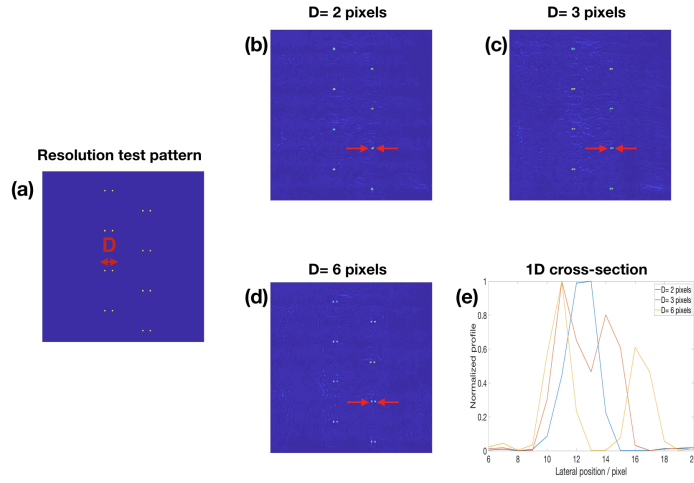 D= 2 pixels
D= 3 pixels
(b)
(c)
Resolution test pattern
(a)
D
D= 6 pixels
1D cross-section
(d)
(e)
D= 2 pixels
D= 3 pixels
D= 6 pixels
Normalized profile
1
0.8
0.6
0.4
0.2
0
6
8
10
12
14
16
18
2
Lateral position / pixel